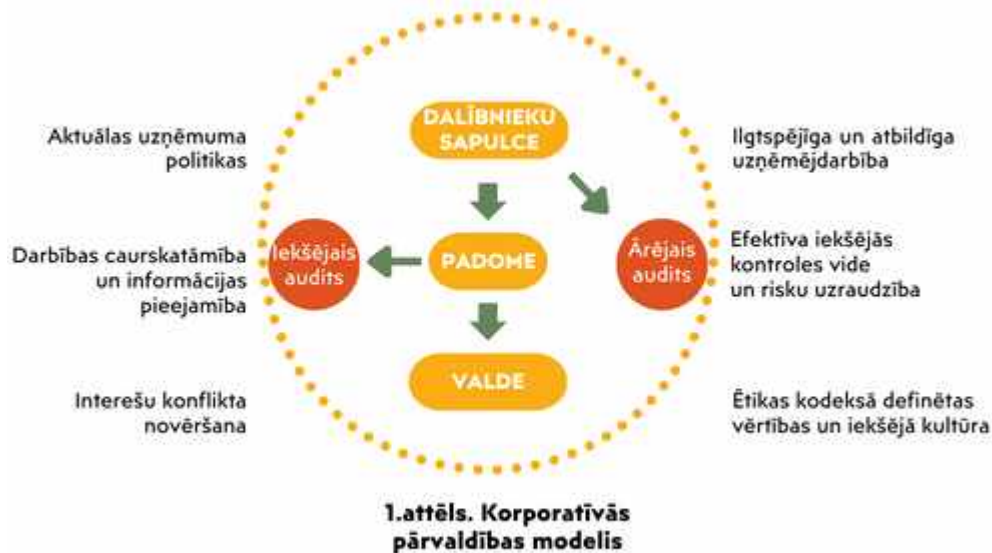 DALĪBNIEKU
SAPULCE
Aktuālas uzņēmuma
politikas
Ilgtspējīga un atbildīga
uzņēmējdarbība
Darbības caurskatāmība
un informācijas
pieejamība
Iekšējais
audits
PADOME
Ārējais
audits
Efektīva iekšējās
kontroles vide
un risku uzraudzība
VALDE
Interešu konflikta
novēršana
Ētikas kodeksā definētas
vērtības un iekšējā kultūra
1.attēls. Korporatīvās
pārvaldības modelis